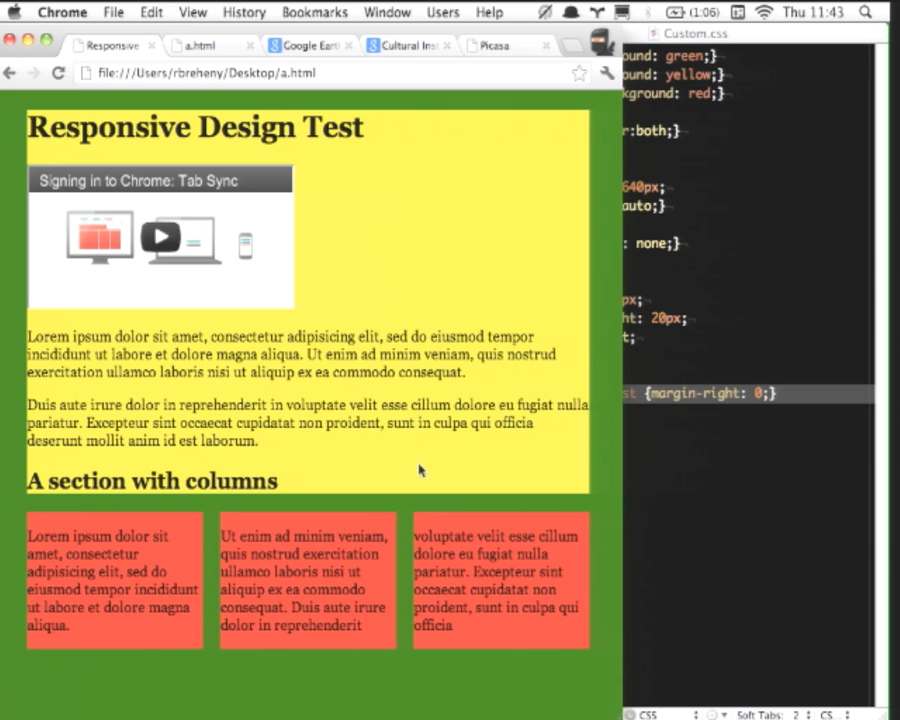 Chrome File Edit View History Bookmarks Window Users Help (1:06) Thu 11:43
Responsive a.html Google Eart Cultural Ins Picasa
Custom.css
file:///Users/rbreheny/Desktop/a.html
ound: green;}
ound: yellow;}
kground: red;}
r:both;}
640px;
auto;}
: none;}
px;
ht: 20px;
t;
st {margin-right: 0;}
Responsive Design Test
Signing in to Chrome: Tab Sync
Lorem ipsum dolor sit amet, consectetur adipisicing elit, sed do eiusmod tempor
incididunt ut labore et dolore magna aliqua. Ut enim ad minim veniam, quis nostrud
exercitation ullamco laboris nisi ut aliquip ex ea commodo consequat.
Duis aute irure dolor in reprehenderit in voluptate velit esse cillum dolore eu fugiat nulla
pariatur. Excepteur sint occaecat cupidatat non proident, sunt in culpa qui officia
deserunt mollit anim id est laborum.
A section with columns
Lorem ipsum dolor sit
amet, consectetur
adipisicing elit, sed do
eiusmod tempor incididunt
ut labore et dolore magna
aliqua.
Ut enim ad minim veniam,
quis nostrud exercitation
ullamco laboris nisi ut
aliquip ex ea commodo
consequat. Duis aute irure
dolor in reprehenderit
voluptate velit esse cillum
dolore eu fugiat nulla
pariatur. Excepteur sint
occaecat cupidatat non
proident, sunt in culpa qui
officia
CSS Soft Tabs: 2 CS...